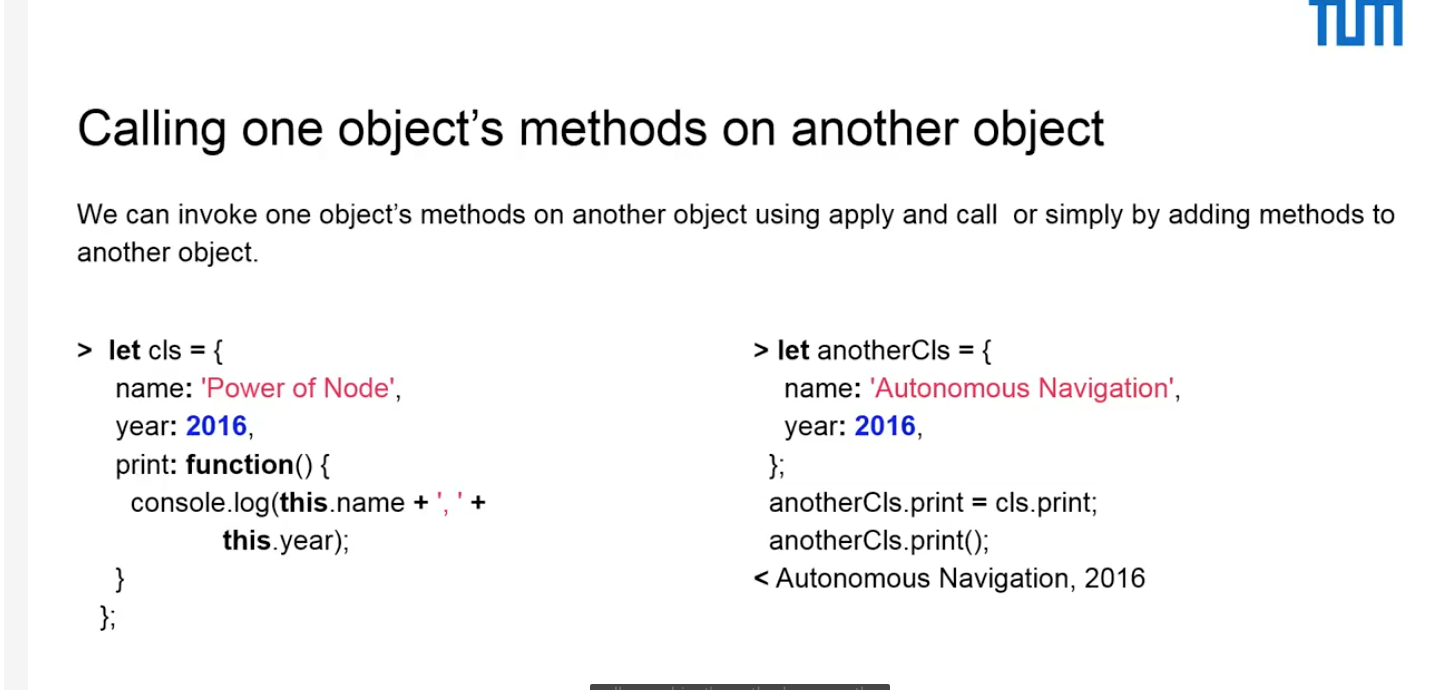 TUM
Calling one object’s methods on another object
We can invoke one object’s methods on another object using apply and call  or simply by adding methods to
another object.
>  let cls = {
name: 'Power of Node',
year: 2016,
print: function() {
console.log(this.name + ', ' +
this.year);
}
};
> let anotherCls = {
name: 'Autonomous Navigation',
year: 2016,
};
anotherCls.print = cls.print;
anotherCls.print();
< Autonomous Navigation, 2016